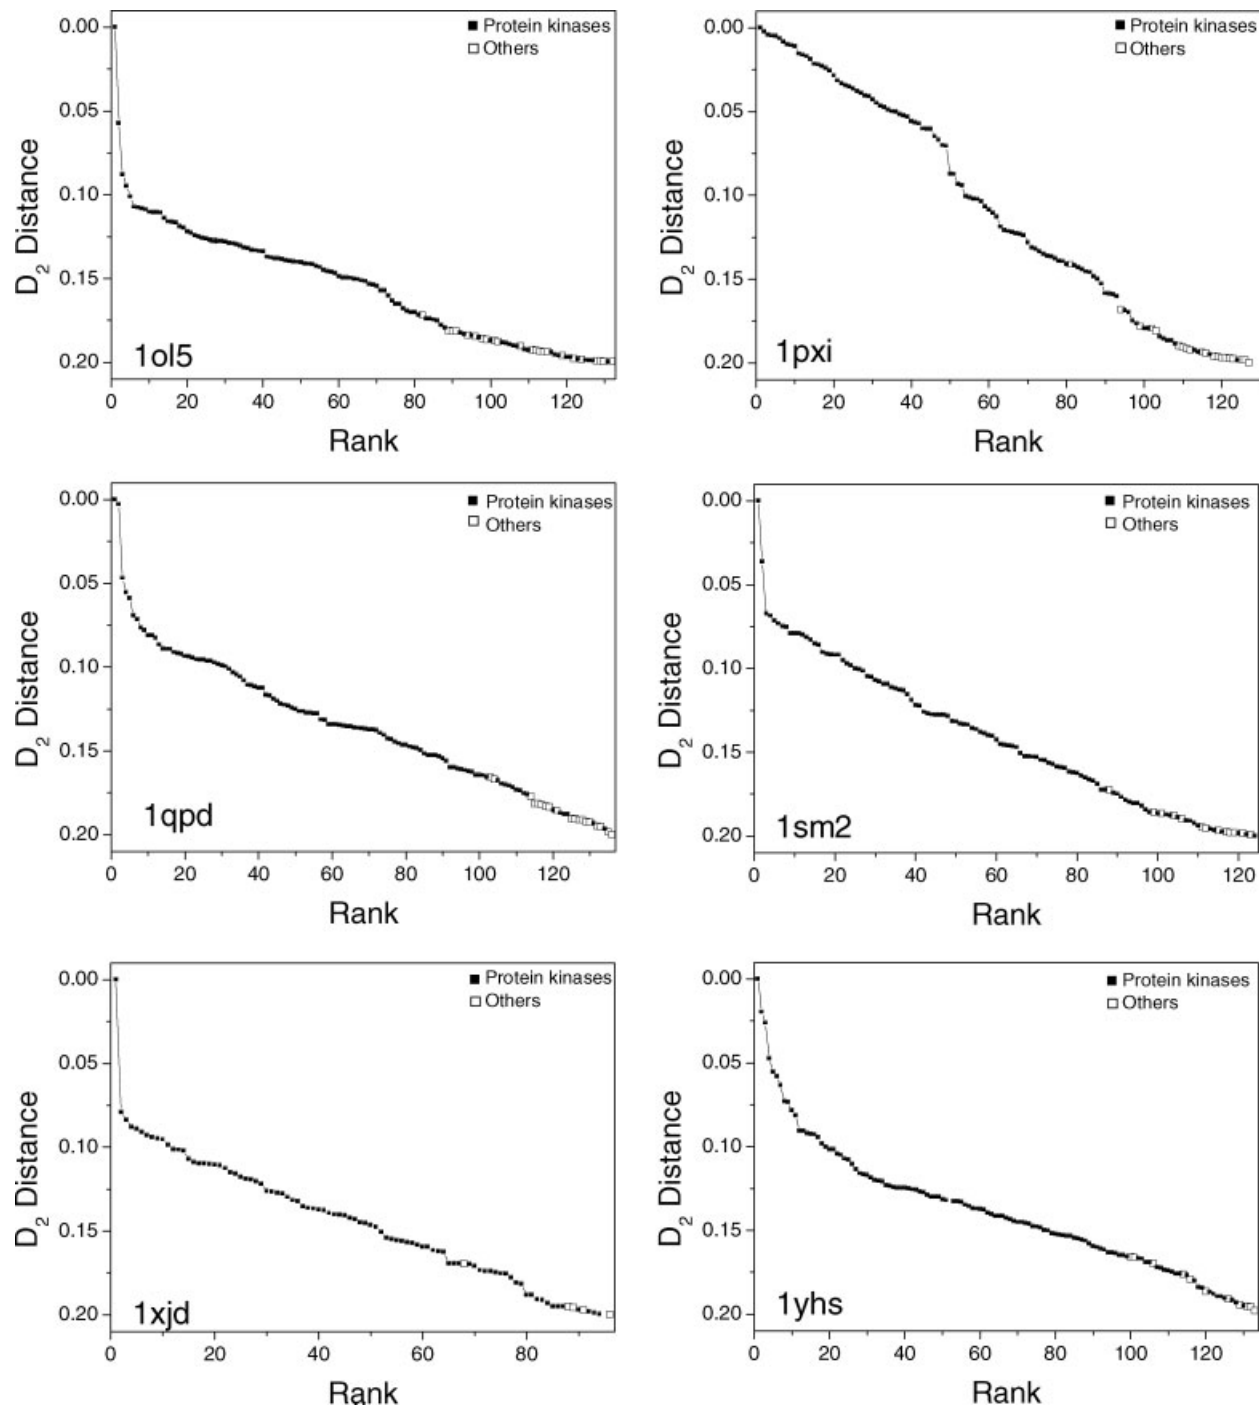 0.00
0.05
0.10
0.15
0.20
D2 Distance
■ Protein kinases
□ Others
1ol5
0 20 40 60 80 100 120
Rank
0.00
0.05
0.10
0.15
0.20
D2 Distance
■ Protein kinases
□ Others
1pxi
0 20 40 60 80 100 120
Rank
0.00
0.05
0.10
0.15
0.20
D2 Distance
■ Protein kinases
□ Others
1qpd
0 20 40 60 80 100 120
Rank
0.00
0.05
0.10
0.15
0.20
D2 Distance
■ Protein kinases
□ Others
1sm2
0 20 40 60 80 100 120
Rank
0.00
0.05
0.10
0.15
0.20
D2 Distance
■ Protein kinases
□ Others
1xjd
0 20 40 60 80
Rank
0.00
0.05
0.10
0.15
0.20
D2 Distance
■ Protein kinases
□ Others
1yhs
0 20 40 60 80 100 120
Rank